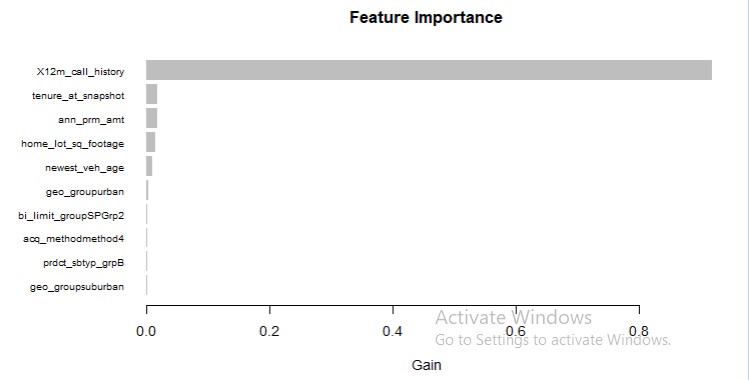 Feature Importance
X12m_call_history
tenure_at_snapshot
ann_prm_amt
home_lot_sq_footage
newest_veh_age
geo_groupurban
bi_limit_groupSPGrp2
acq_methodmethod4
prdct_sbtyp_grpB
geo_groupsuburban
0.0 0.2 0.4 0.6 0.8
Gain
Activate Windows
Go to Settings to activate Windows.